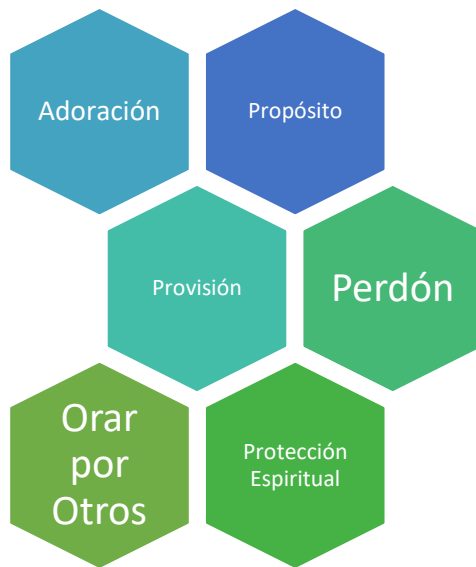 Adoración
Propósito
Provisión
Perdón
Orar
por
Otros
Protección
Espiritual